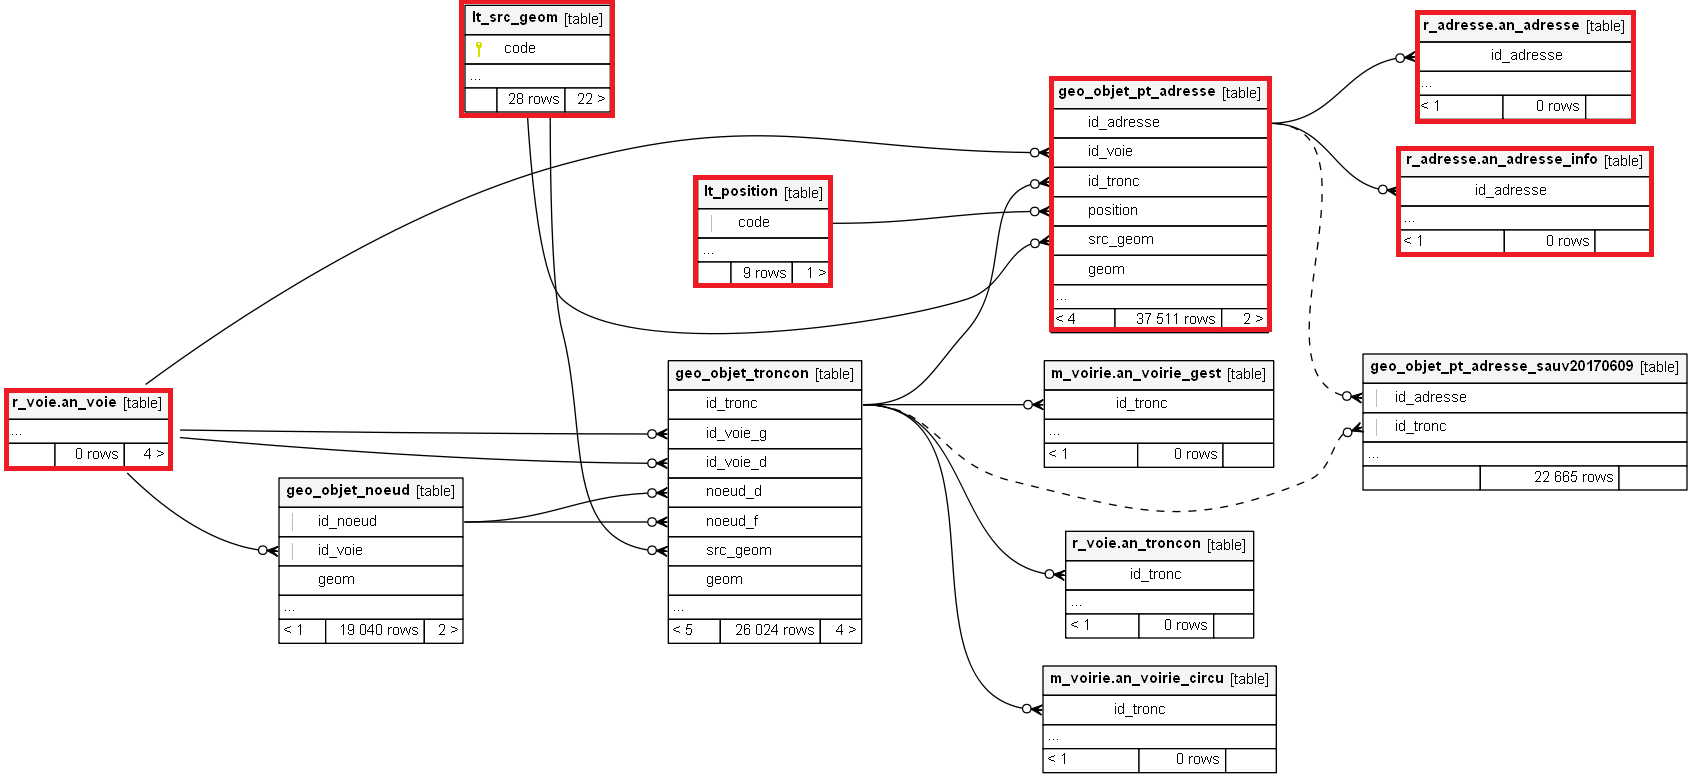 lt_src_geom [table]
code
...
28 rows 22 >
r_adresse.an_adresse [table]
id_adresse
...
< 1 0 rows
geo_objet_pt_adresse [table]
id_adresse
id_voie
id_tronc
position
src_geom
geom
...
< 4 37 511 rows 2 >
r_adresse.an_adresse_info [table]
id_adresse
...
< 1 0 rows
lt_position [table]
code
...
9 rows 1 >
geo_objet_troncon [table]
id_tronc
id_voie_g
id_voie_d
noeud_d
noeud_f
src_geom
geom
...
< 5 26 024 rows 4 >
m_voirie.an_voirie_gest [table]
id_tronc
...
< 1 0 rows
geo_objet_pt_adresse_sauv20170609 [table]
id_adresse
id_tronc
...
22 665 rows
r_voie.an_voie [table]
...
0 rows 4 >
geo_objet_noeud [table]
id_noeud
id_voie
geom
...
< 1 19 040 rows 2 >
r_voie.an_troncon [table]
id_tronc
...
< 1 0 rows
m_voirie.an_voirie_circu [table]
id_tronc
...
< 1 0 rows